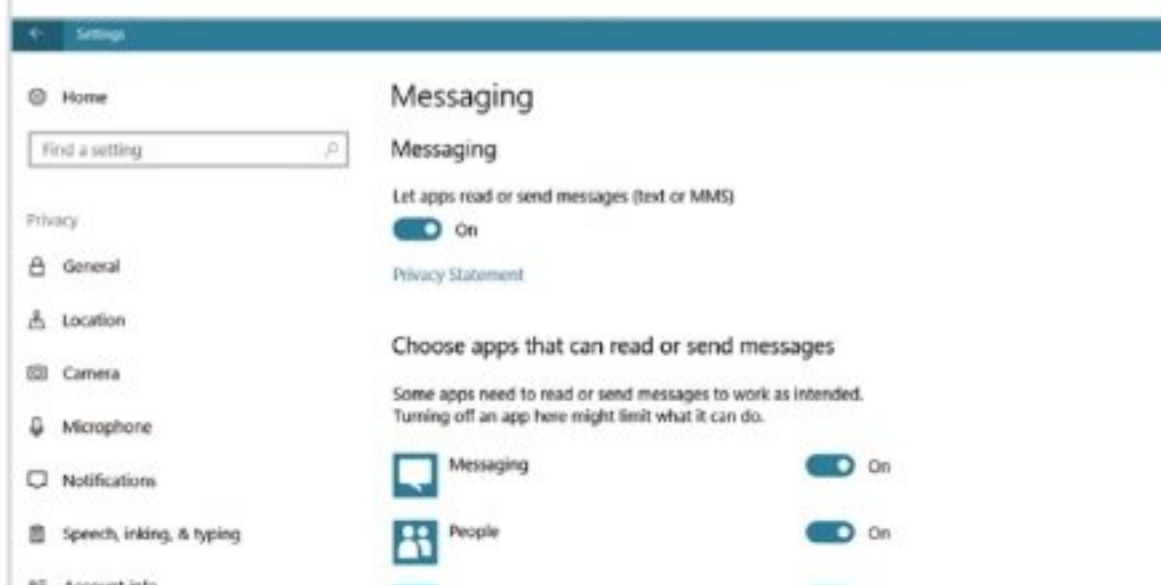 Settings
Home
Find a setting
Privacy
General
Location
Camera
Microphone
Notifications
Speech, inking, & typing
Account info
Messaging
Messaging
Let apps read or send messages (text or MMS)
On
Privacy Statement
Choose apps that can read or send messages
Some apps need to read or send messages to work as intended.
Turning off an app here might limit what it can do.
Messaging On
People On